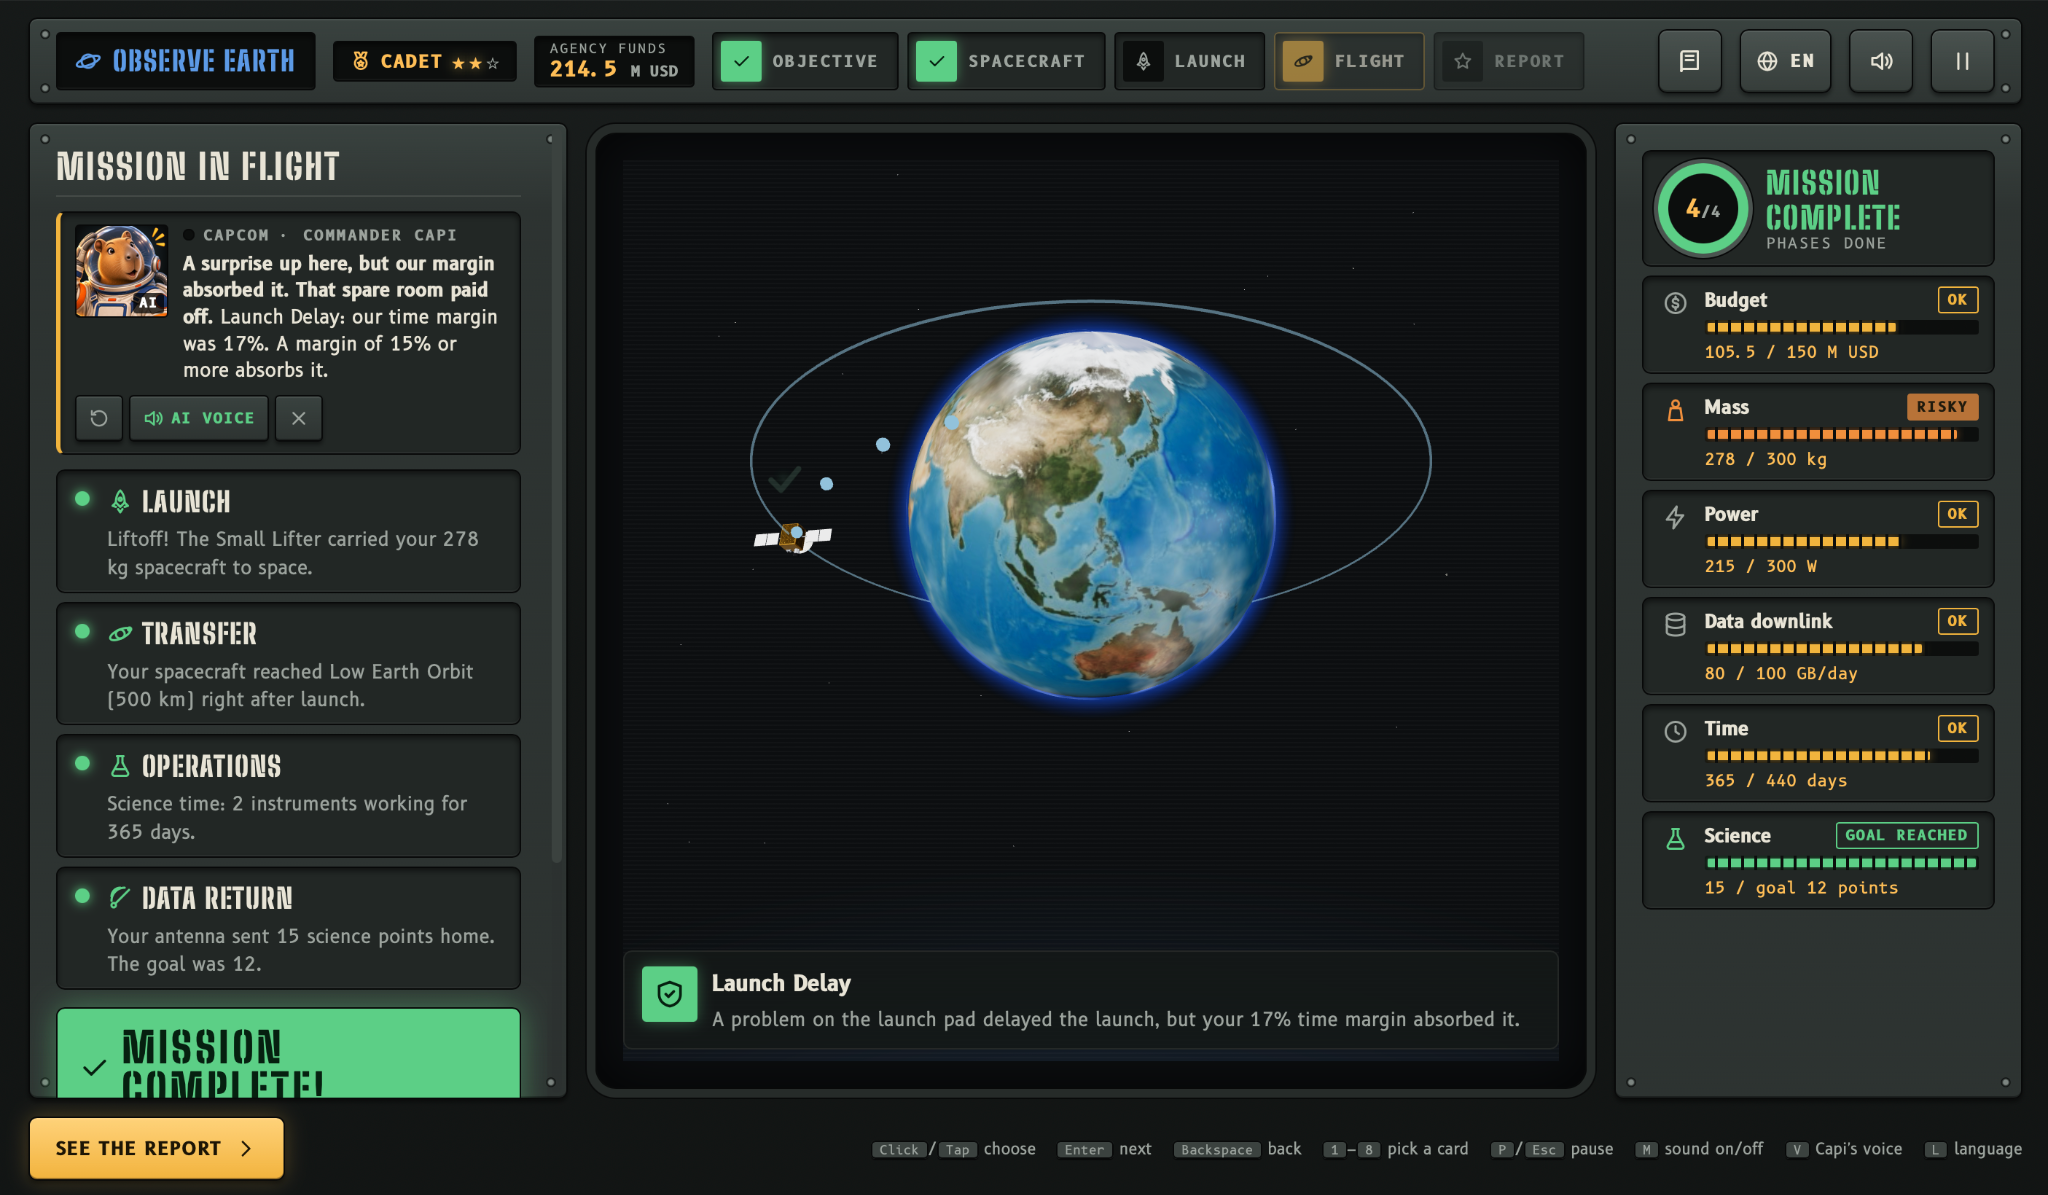 OBSERVE EARTH
CADET ★★☆
AGENCY FUNDS
214.5 M USD
OBJECTIVE
SPACECRAFT
LAUNCH
FLIGHT
REPORT
EN
MISSION IN FLIGHT
CAPCOM · COMMANDER CAPI
A surprise up here, but our margin
absorbed it. That spare room paid
off. Launch Delay: our time margin
was 17%. A margin of 15% or
more absorbs it.
AI
AI VOICE
LAUNCH
Liftoff! The Small Lifter carried your 278
kg spacecraft to space.
TRANSFER
Your spacecraft reached Low Earth Orbit
(500 km) right after launch.
OPERATIONS
Science time: 2 instruments working for
365 days.
DATA RETURN
Your antenna sent 15 science points home.
The goal was 12.
MISSION
COMPLETE!
Launch Delay
A problem on the launch pad delayed the launch, but your 17% time margin absorbed it.
4/4
MISSION
COMPLETE
PHASES DONE
Budget OK
105.5 / 150 M USD
Mass RISKY
278 / 300 kg
Power OK
215 / 300 W
Data downlink OK
80 / 100 GB/day
Time OK
365 / 440 days
Science GOAL REACHED
15 / goal 12 points
SEE THE REPORT
Click / Tap choose Enter next Backspace back 1–8 pick a card P / Esc pause M sound on/off V Capi's voice L language